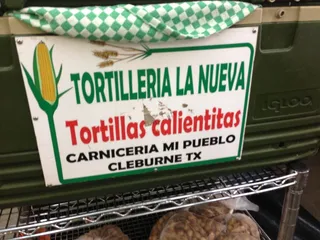 TORTILLERIA LA NUEVA
Tortillas calientitas
CARNICERIA MI PUEBLO
CLEBURNE TX
IGLOO